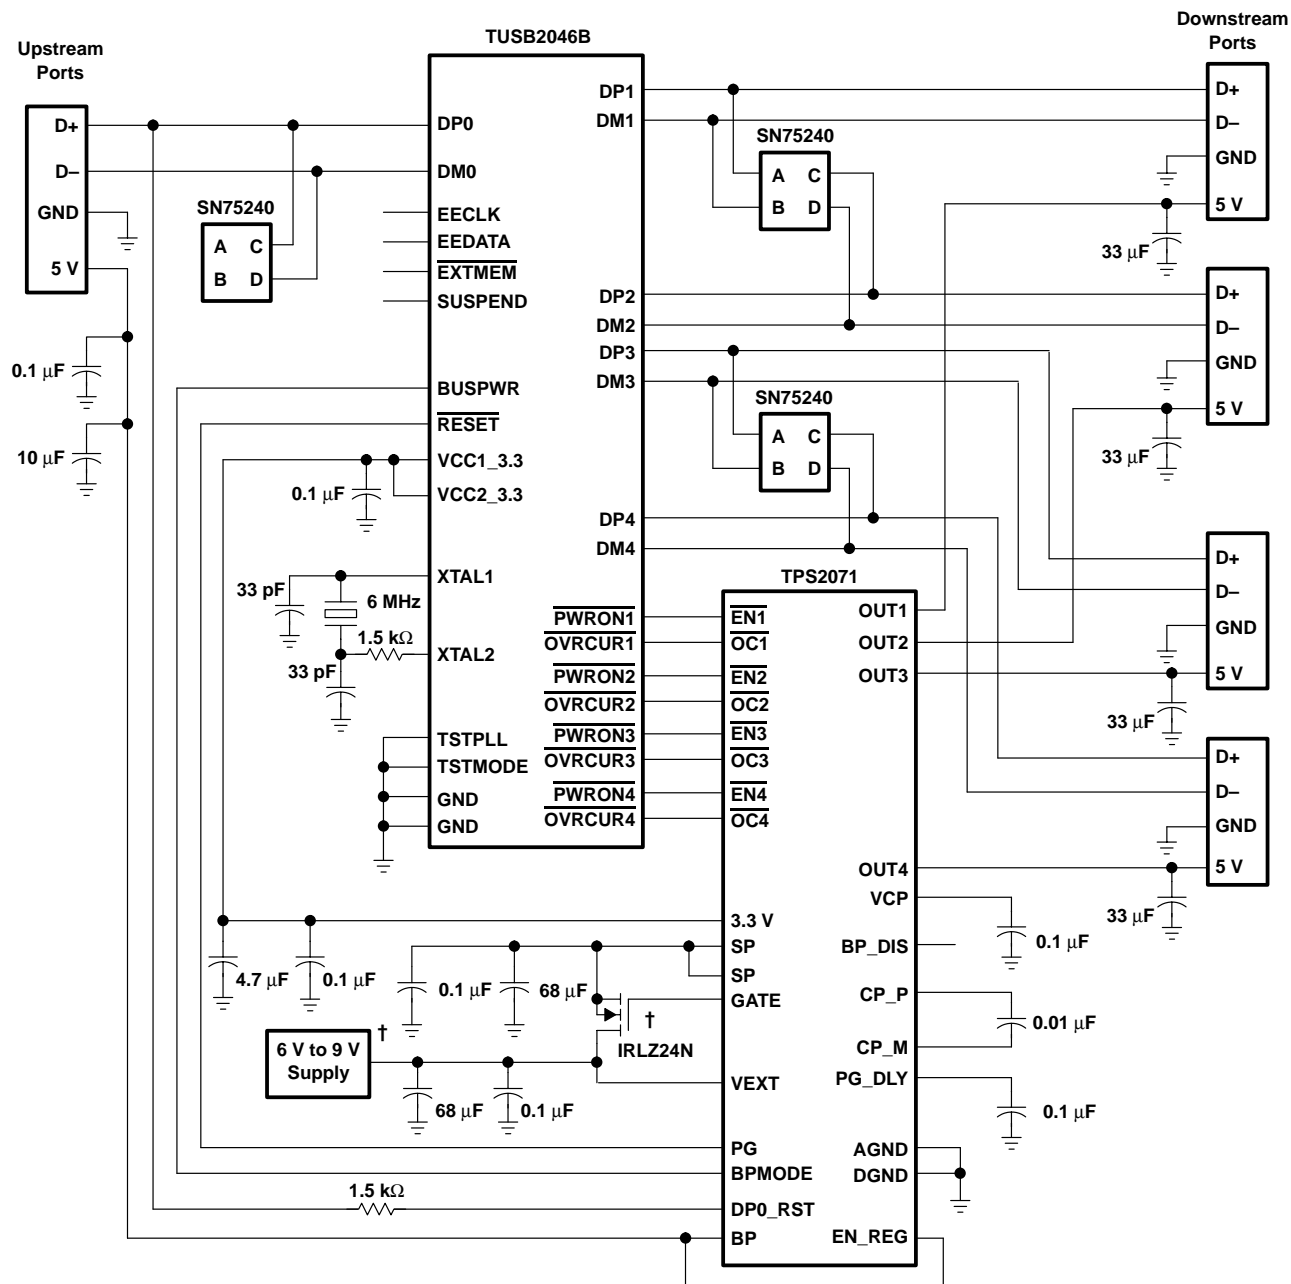 Upstream
Ports
D+
D–
GND
5 V
0.1 μF
10 μF
SN75240
A C
B D
TUSB2046B
DP0
DM0
EECLK
EEDATA
EXTMEM
SUSPEND
BUSPWR
RESET
VCC1_3.3
VCC2_3.3
0.1 μF
XTAL1
33 pF
6 MHz
1.5 kΩ
XTAL2
33 pF
TSTPLL
TSTMODE
GND
GND
DP1
DM1
DP2
DM2
DP3
DM3
DP4
DM4
PWRON1
OVRCUR1
PWRON2
OVRCUR2
PWRON3
OVRCUR3
PWRON4
OVRCUR4
SN75240
A C
B D
SN75240
A C
B D
TPS2071
EN1
OC1
EN2
OC2
EN3
OC3
EN4
OC4
3.3 V
SP
SP
GATE
VEXT
PG
BPMODE
DP0_RST
BP
OUT1
OUT2
OUT3
OUT4
VCP
BP_DIS
CP_P
CP_M
PG_DLY
AGND
DGND
EN_REG
0.1 μF
0.01 μF
0.1 μF
4.7 μF
0.1 μF
0.1 μF
68 μF
†
IRLZ24N
6 V to 9 V
Supply
†
68 μF
0.1 μF
1.5 kΩ
Downstream
Ports
D+
D–
GND
5 V
33 μF
D+
D–
GND
5 V
33 μF
D+
D–
GND
5 V
33 μF
D+
D–
GND
5 V
33 μF